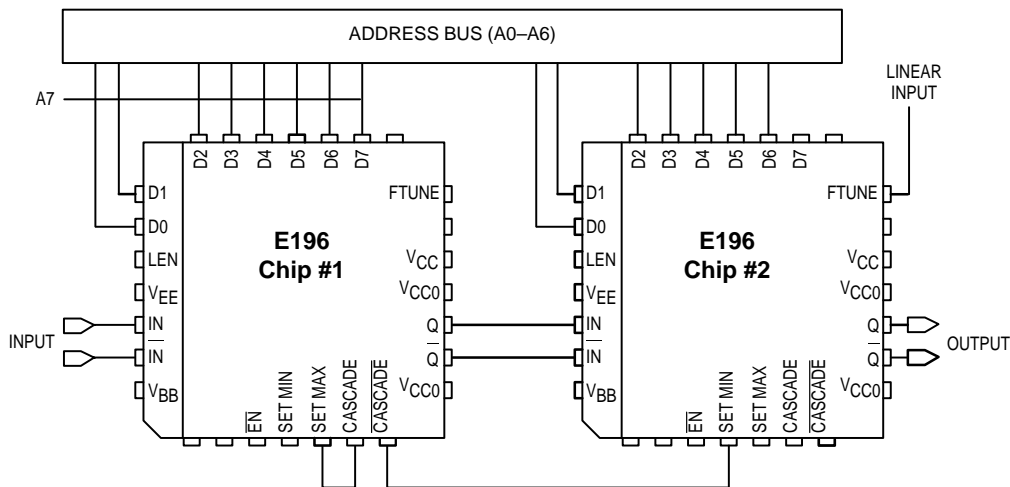 ADDRESS BUS (A0–A6)
A7
LINEAR
INPUT
D2 D3 D4 D5 D6 D7
D1
D0
LEN
VEE
IN
IN
VBB
FTUNE
VCC
VCC0
Q
Q
VCC0
E196
Chip #1
EN SET MIN SET MAX CASCADE CASCADE
INPUT
D2 D3 D4 D5 D6 D7
D1
D0
LEN
VEE
IN
IN
VBB
FTUNE
VCC
VCC0
Q
Q
VCC0
E196
Chip #2
EN SET MIN SET MAX CASCADE CASCADE
OUTPUT